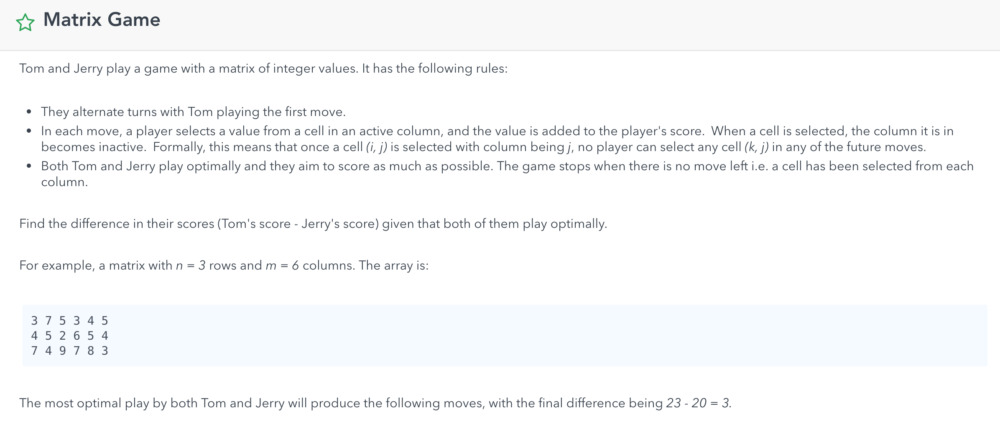 Matrix Game
Tom and Jerry play a game with a matrix of integer values. It has the following rules:
• They alternate turns with Tom playing the first move.
• In each move, a player selects a value from a cell in an active column, and the value is added to the player's score.  When a cell is selected, the column it is in
becomes inactive.  Formally, this means that once a cell (i, j) is selected with column being j, no player can select any cell (k, j) in any of the future moves.
• Both Tom and Jerry play optimally and they aim to score as much as possible. The game stops when there is no move left i.e. a cell has been selected from each
column.
Find the difference in their scores (Tom's score - Jerry's score) given that both of them play optimally.
For example, a matrix with n = 3 rows and m = 6 columns. The array is:
3 7 5 3 4 5
4 5 2 6 5 4
7 4 9 7 8 3
The most optimal play by both Tom and Jerry will produce the following moves, with the final difference being 23 - 20 = 3.